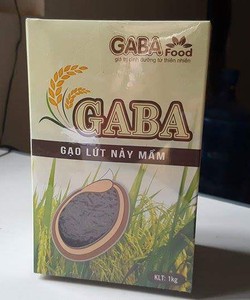 GABA Food
giá trị dinh dưỡng từ thiên nhiên
GABA
GẠO LỨT NẢY MẦM
KLT: 1kg